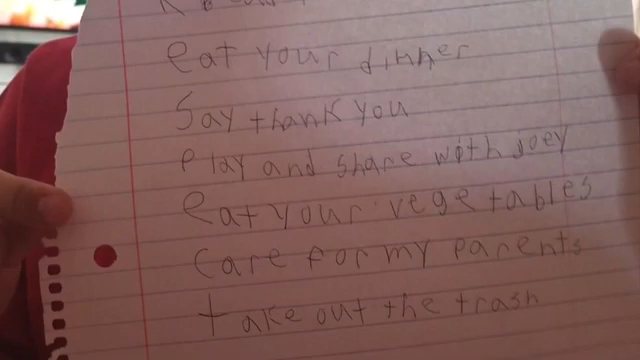 eat your dinner
Say thank you
Play and share with Joey
eat your vegetables
care for my parents
take out the trash